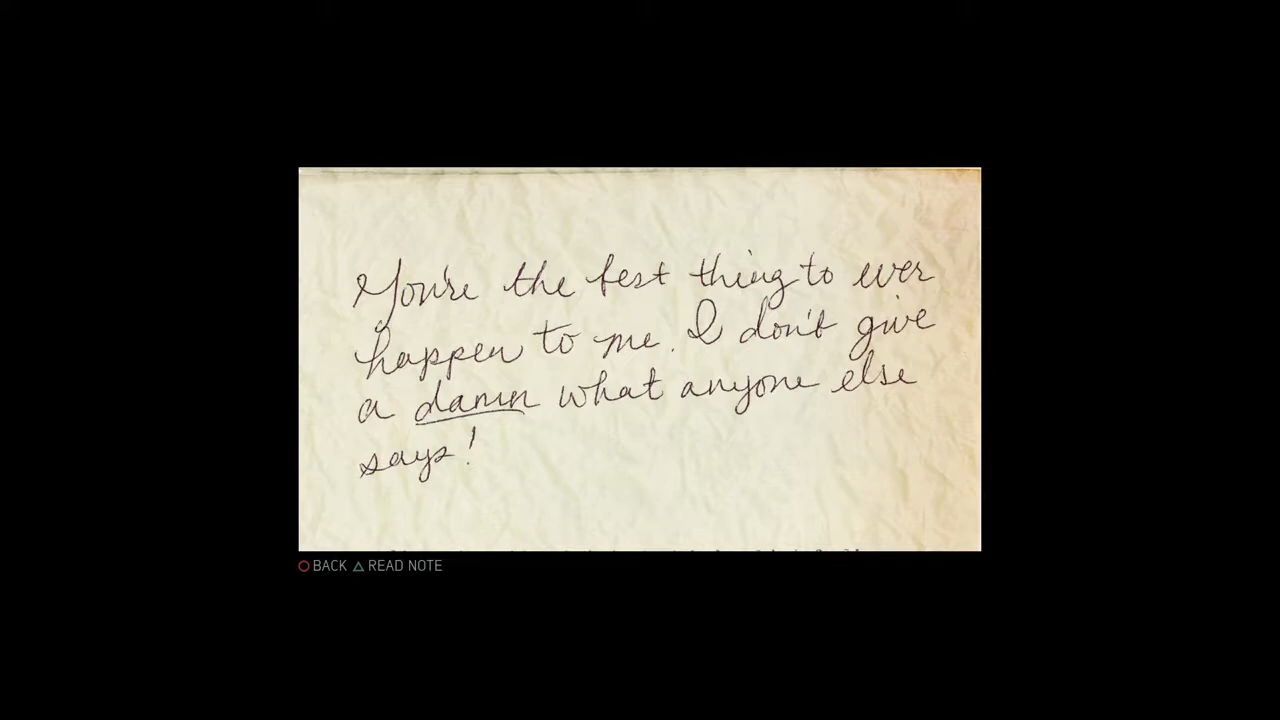 You're the best thing to ever
happen to me. I don't give
a damn what anyone else
says!
BACK READ NOTE